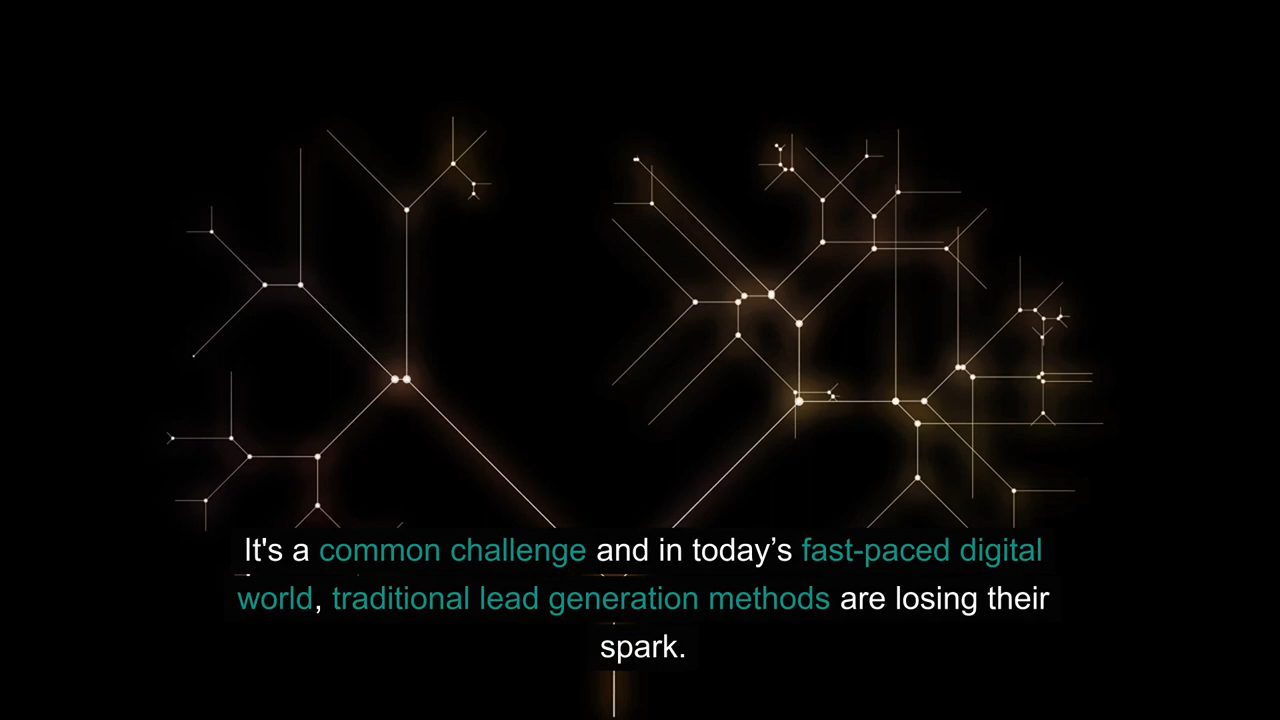 It's a common challenge and in today’s fast-paced digital
world, traditional lead generation methods are losing their
spark.